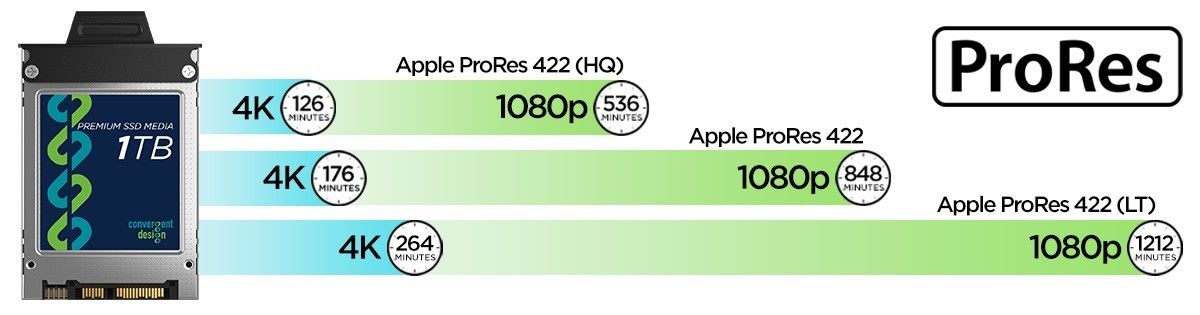 Apple ProRes 422 (HQ)
ProRes
4K 126 MINUTES 1080p 536 MINUTES
PREMIUM SSD MEDIA
1TB
Apple ProRes 422
4K 176 MINUTES 1080p 848 MINUTES
Apple ProRes 422 (LT)
convergent
design
4K 264 MINUTES 1080p 1212 MINUTES